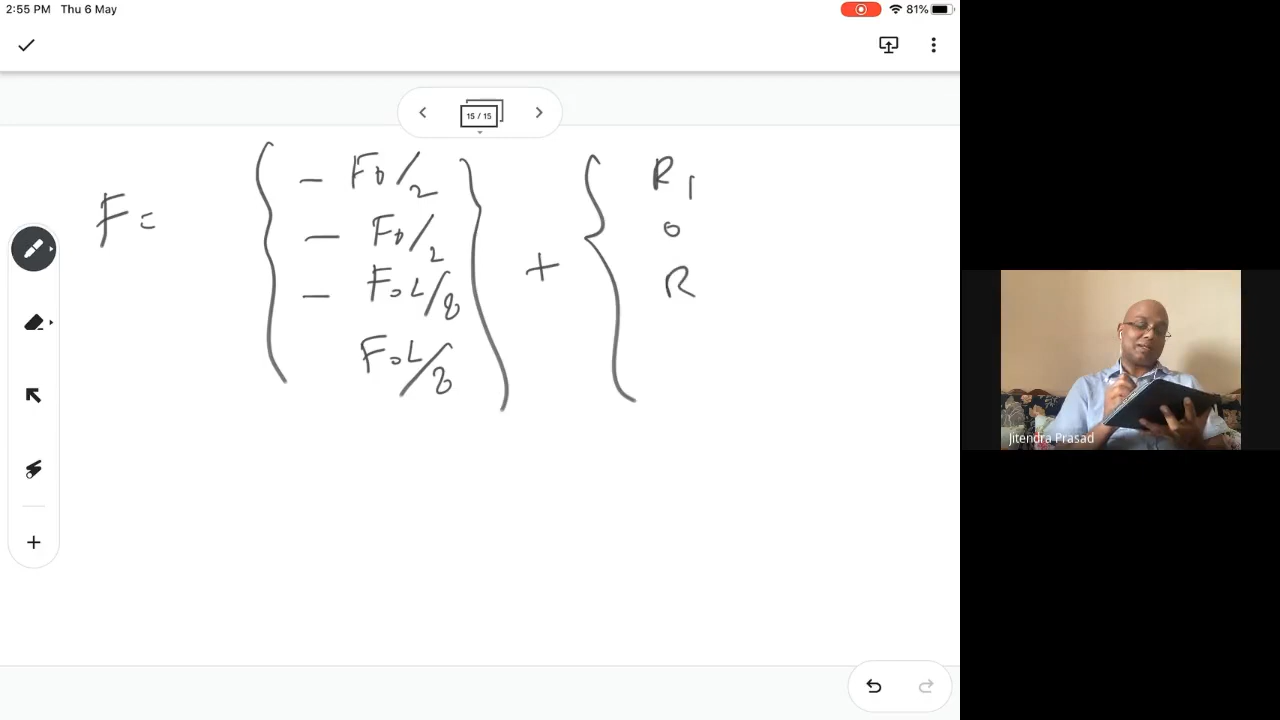 2:55 PM Thu 6 May
81%
15 / 15
F =
- F0/2
- F0/2
- F0L/8
F0L/8
+
R1
0
R
Jitendra Prasad